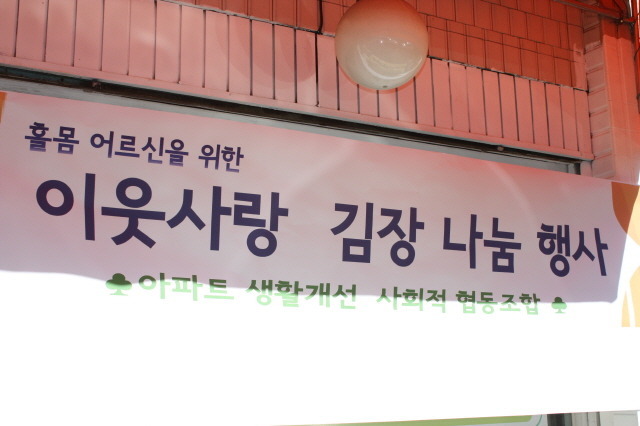 홀몸 어르신을 위한
이웃사랑 김장 나눔 행사
아파트 생활개선 사회적 협동조합